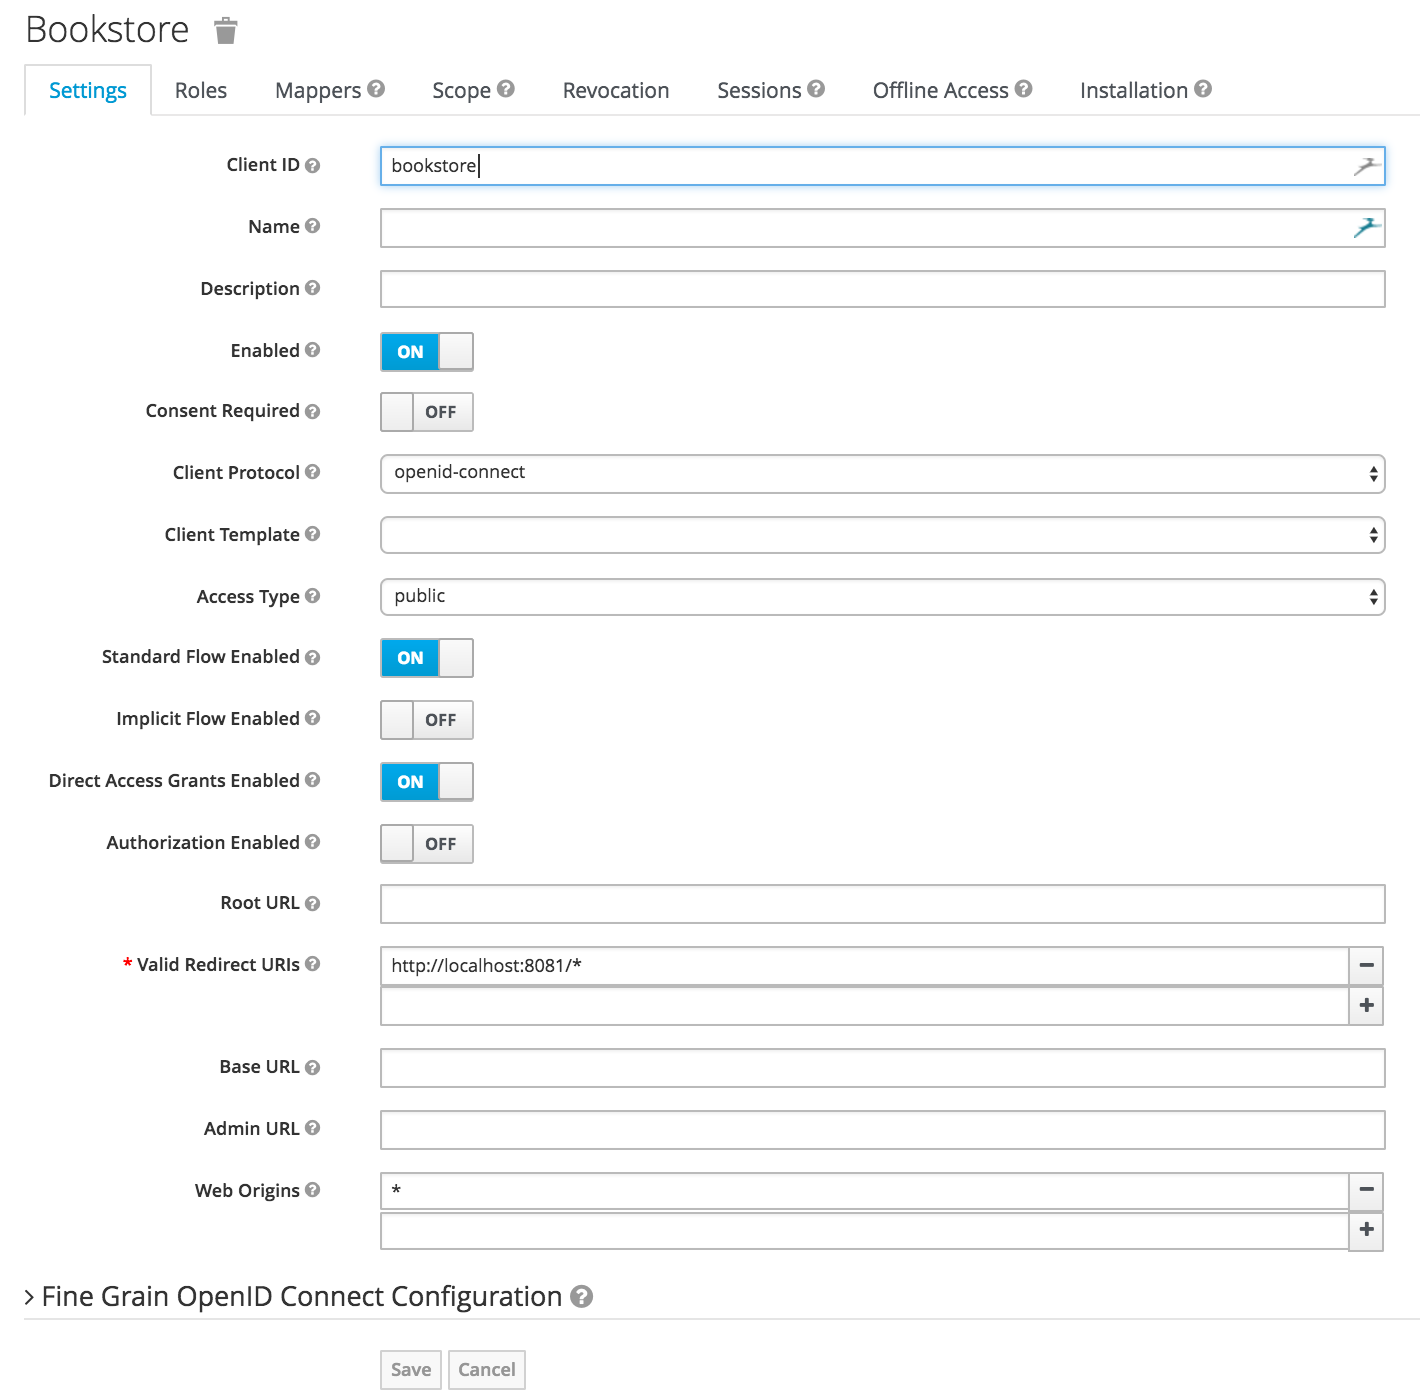 Bookstore
Settings Roles Mappers ? Scope ? Revocation Sessions ? Offline Access ? Installation ?
Client ID ? bookstore
Name ?
Description ?
Enabled ? ON
Consent Required ? OFF
Client Protocol ? openid-connect
Client Template ?
Access Type ? public
Standard Flow Enabled ? ON
Implicit Flow Enabled ? OFF
Direct Access Grants Enabled ? ON
Authorization Enabled ? OFF
Root URL ?
* Valid Redirect URIs ? http://localhost:8081/* −
+
Base URL ?
Admin URL ?
Web Origins ? * −
+
> Fine Grain OpenID Connect Configuration ?
Save Cancel